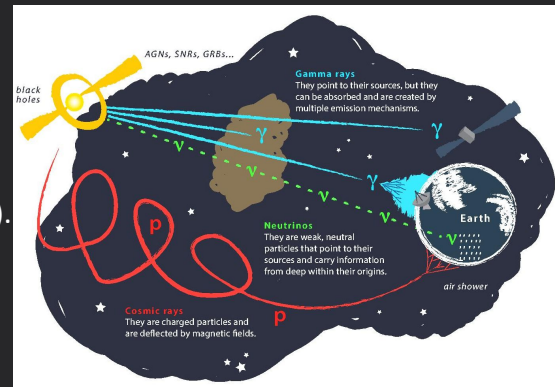 AGNs, SNRs, GRBs...
black
holes
Gamma rays
They point to their sources, but they
can be absorbed and are created by
multiple emission mechanisms.
γ
γ
γ
ν
ν
ν
ν
ν
Earth
p
Neutrinos
They are weak, neutral
particles that point to their
sources and carry information
from deep within their origins.
air shower
Cosmic rays
They are charged particles and
are deflected by magnetic fields.
p
).